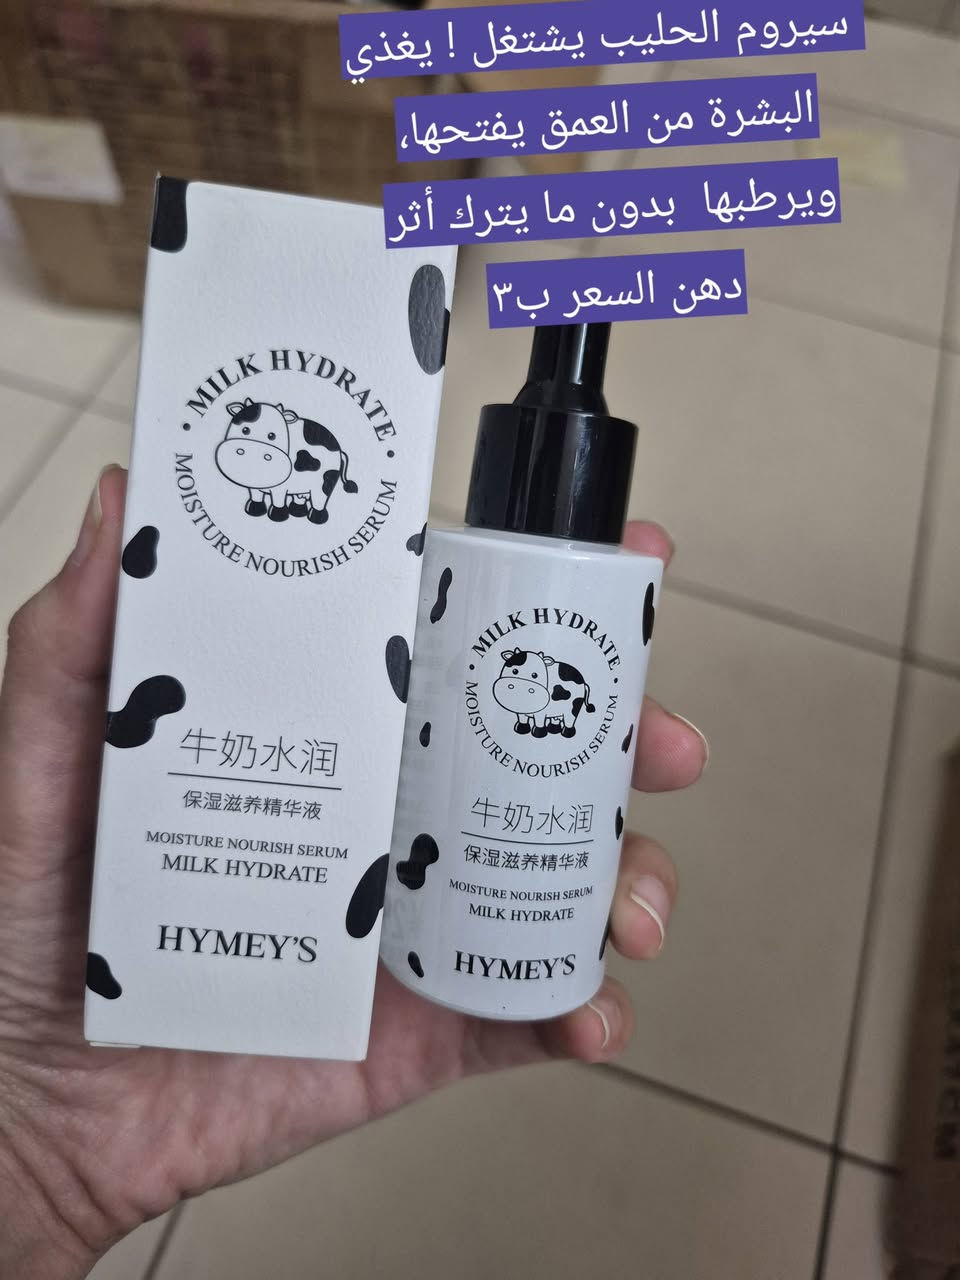 سيروم الحليب يشتغل ! يغذي
البشرة من العمق يفتحها،
ويرطبها بدون ما يترك أثر
دهن السعر ب٣
MILK HYDRATE
MOISTURE NOURISH SERUM
牛奶水润
保湿滋养精华液
MOISTURE NOURISH SERUM
MILK HYDRATE
HYMEY'S
MILK HYDRATE
MOISTURE NOURISH SERUM
牛奶水润
保湿滋养精华液
MOISTURE NOURISH SERUM
MILK HYDRATE
HYMEY'S